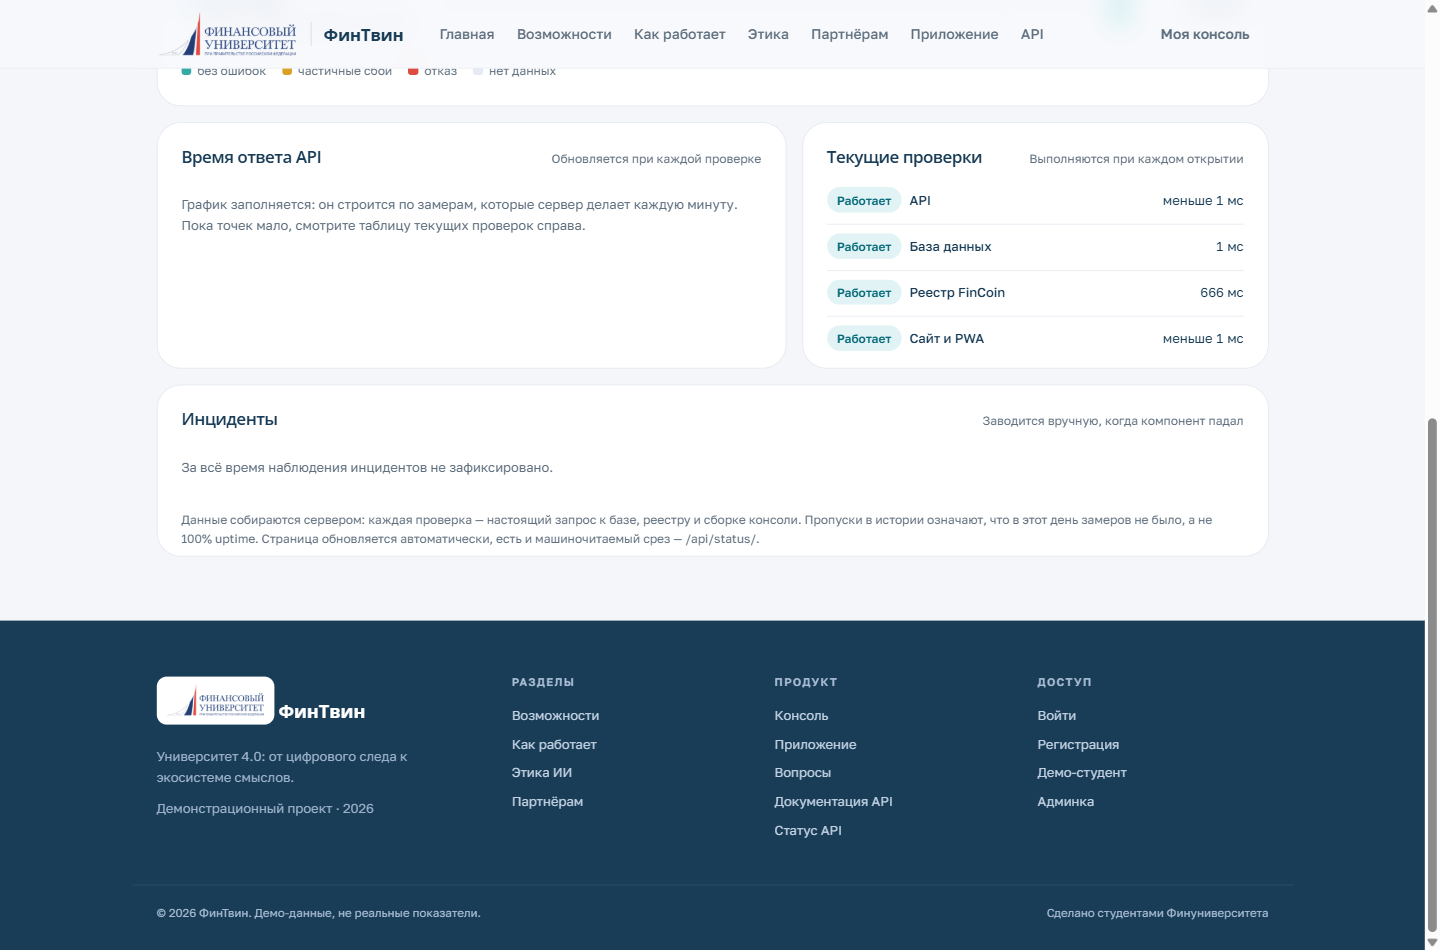 ФИНАНСОВЫЙ
УНИВЕРСИТЕТ
ФинТвин
Главная
Возможности
Как работает
Этика
Партнёрам
Приложение
API
Моя консоль
без ошибок
частичные сбои
отказ
нет данных
Время ответа API
Обновляется при каждой проверке
График заполняется: он строится по замерам, которые сервер делает каждую минуту.
Пока точек мало, смотрите таблицу текущих проверок справа.
Текущие проверки
Выполняются при каждом открытии
Работает API меньше 1 мс
Работает База данных 1 мс
Работает Реестр FinCoin 666 мс
Работает Сайт и PWA меньше 1 мс
Инциденты
Заводится вручную, когда компонент падал
За всё время наблюдения инцидентов не зафиксировано.
Данные собираются сервером: каждая проверка — настоящий запрос к базе, реестру и сборке консоли. Пропуски в истории означают, что в этот день замеров не было, а не
100% uptime. Страница обновляется автоматически, есть и машиночитаемый срез — /api/status/.
ФИНАНСОВЫЙ
УНИВЕРСИТЕТ
ФинТвин
Университет 4.0: от цифрового следа к
экосистеме смыслов.
Демонстрационный проект · 2026
РАЗДЕЛЫ
Возможности
Как работает
Этика ИИ
Партнёрам
ПРОДУКТ
Консоль
Приложение
Вопросы
Документация API
Статус API
ДОСТУП
Войти
Регистрация
Демо-студент
Админка
© 2026 ФинТвин. Демо-данные, не реальные показатели.
Сделано студентами Финуниверситета